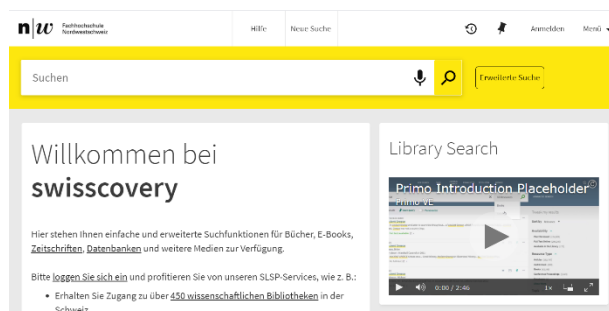 n|w Fachhochschule
Nordwestschweiz
Hilfe
Neue Suche
Anmelden
Menü
Suchen
Erweiterte Suche
Willkommen bei
swisscovery
Hier stehen Ihnen einfache und erweiterte Suchfunktionen für Bücher, E-Books,
Zeitschriften, Datenbanken und weitere Medien zur Verfügung.
Bitte loggen Sie sich ein und profitieren Sie von unseren SLSP-Services, wie z. B.:
• Erhalten Sie Zugang zu über 450 wissenschaftlichen Bibliotheken in der
Schweiz
Library Search
Primo Introduction Placeholder
Primo VE
0:00 / 2:46
1x